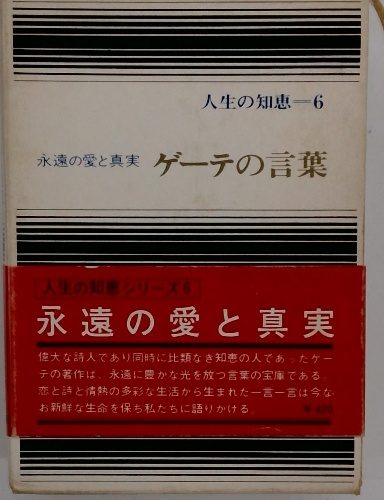 人生の知恵=6
永遠の愛と真実 ゲーテの言葉
人生の知恵シリーズ6
永遠の愛と真実
偉大な詩人であり同時に比類なき知恵の人であったゲー
テの著作は、永遠に豊かな光を放つ言葉の宝庫である。
恋と詩と情熱の多彩な生活から生まれた一言一言は今な
お新鮮な生命を保ち私たちに語りかける。